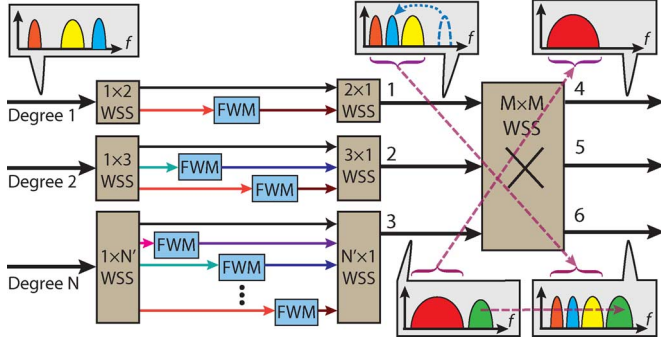 f
f
f
Degree 1
1×2
WSS
FWM
2×1
WSS
1
M×M
WSS
4
Degree 2
1×3
WSS
FWM
FWM
3×1
WSS
2
5
Degree N
1×N'
WSS
FWM
FWM
FWM
N'×1
WSS
3
6
f
f